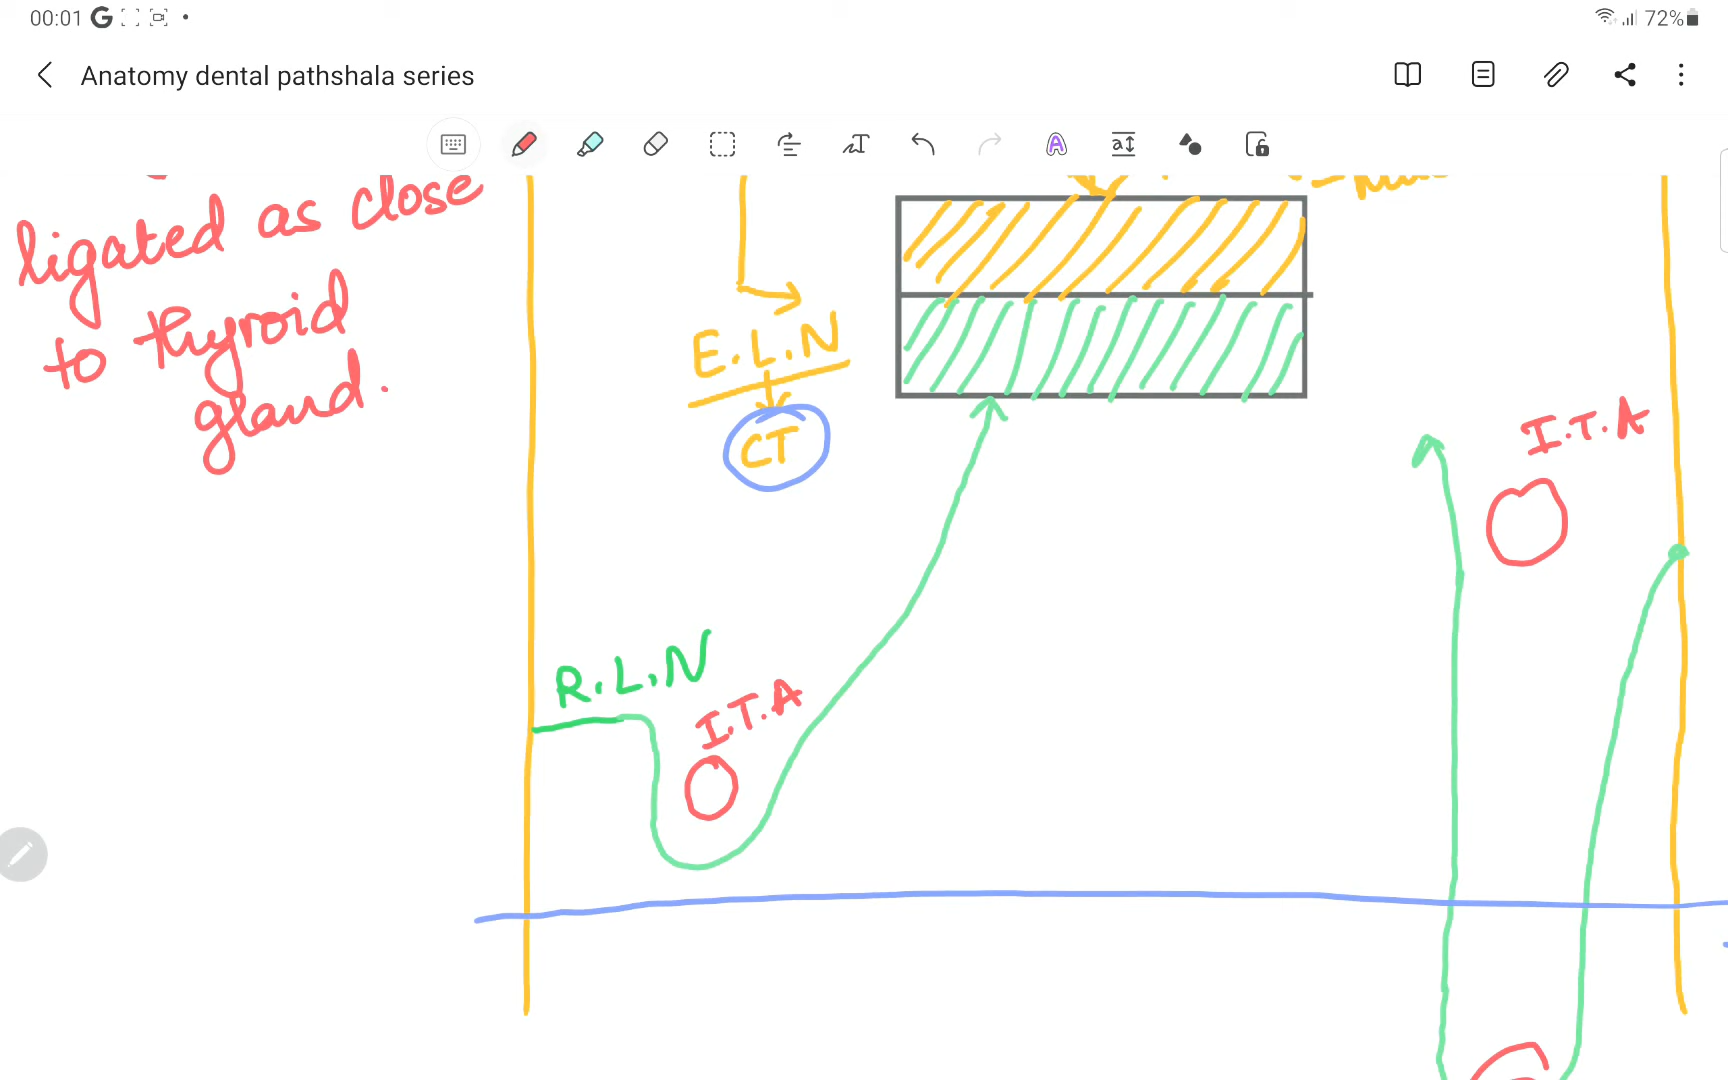 00:01 G 72%
Anatomy dental pathshala series
ligated as close
to thyroid
gland.
E.L.N
CT
I.T.A
R.L.N
I.T.A